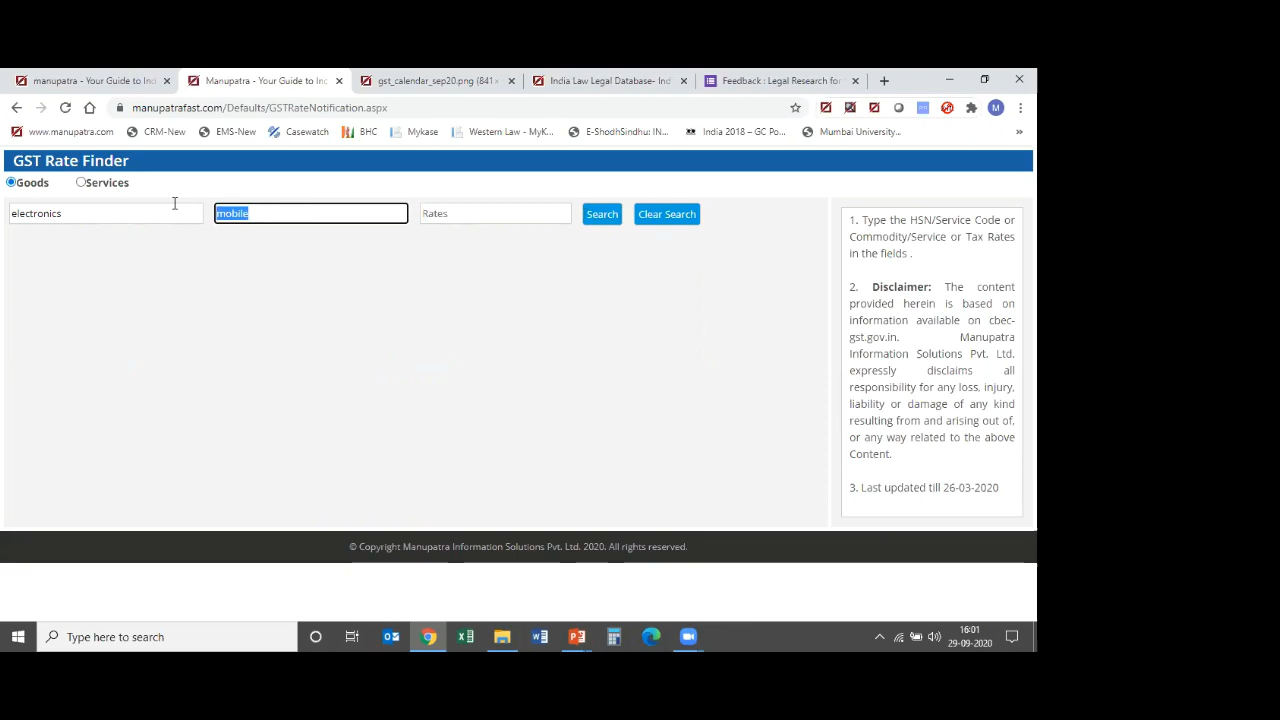 manupatra - Your Guide to Ind
Manupatra - Your Guide to Inc
gst_calendar_sep20.png (841×
India Law Legal Database- Ind
Feedback : Legal Research for
manupatrafast.com/Defaults/GSTRateNotification.aspx
M
www.manupatra.com
CRM-New
EMS-New
Casewatch
BHC
Mykase
Western Law - MyK...
E-ShodhSindhu: IN...
India 2018 – GC Po...
Mumbai University...
»
GST Rate Finder
Goods
Services
electronics
mobile
Rates
Search
Clear Search
1. Type the HSN/Service Code or
Commodity/Service or Tax Rates
in the fields .
2. Disclaimer: The content
provided herein is based on
information available on cbec-
gst.gov.in. Manupatra
Information Solutions Pvt. Ltd.
expressly disclaims all
responsibility for any loss, injury,
liability or damage of any kind
resulting from and arising out of,
or any way related to the above
Content.
3. Last updated till 26-03-2020
© Copyright Manupatra Information Solutions Pvt. Ltd. 2020. All rights reserved.
Type here to search
16:01
29-09-2020